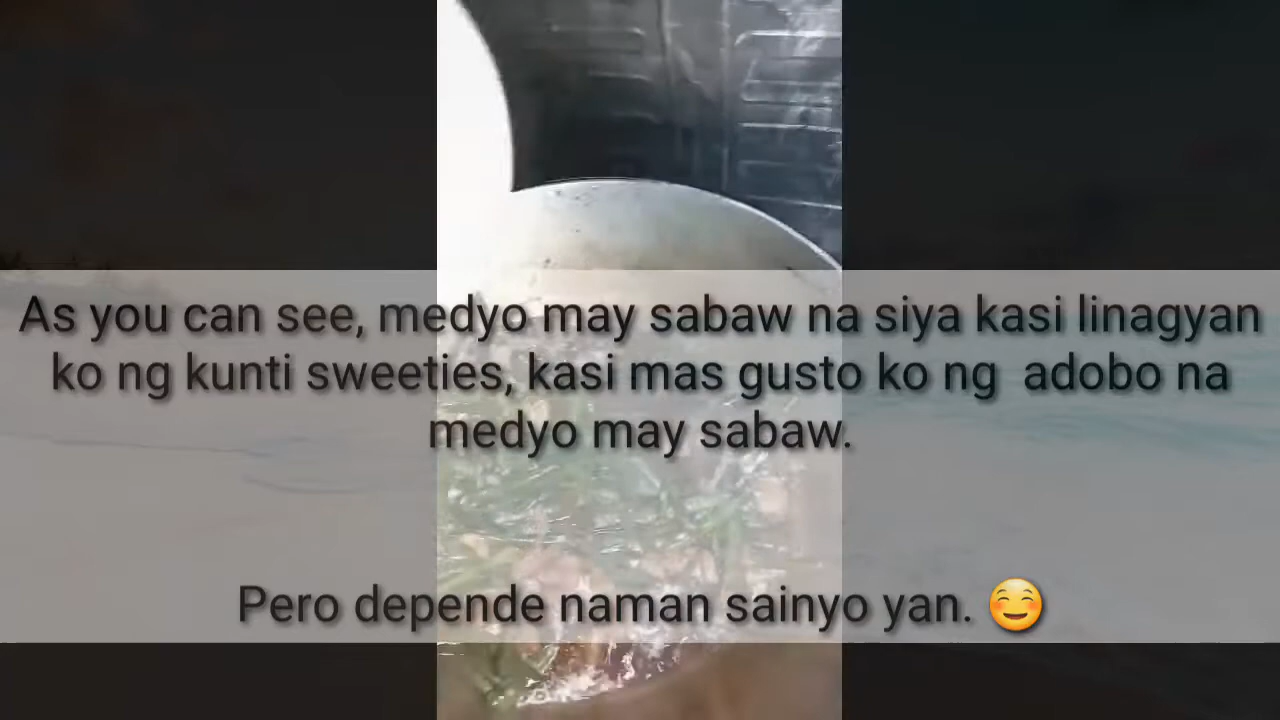 As you can see, medyo may sabaw na siya kasi linagyan
ko ng kunti sweeties, kasi mas gusto ko ng adobo na
medyo may sabaw.
Pero depende naman sainyo yan. 😊